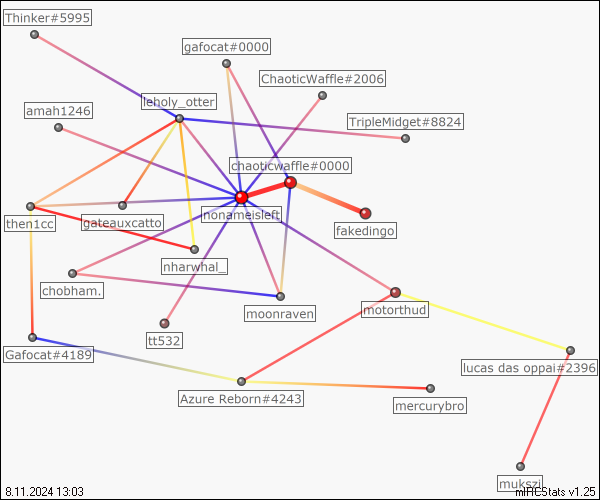 Thinker#5995
gafocat#0000
ChaoticWaffle#2006
leholy_otter
amah1246
TripleMidget#8824
chaoticwaffle#0000
then1cc
gateauxcatto
nonameisleft
fakedingo
nharwhal_
chobham.
moonraven
motorthud
tt532
Gafocat#4189
lucas das oppai#2396
Azure Reborn#4243
mercurybro
mukszi
8.11.2024 13:03
mIRCStats v1.25